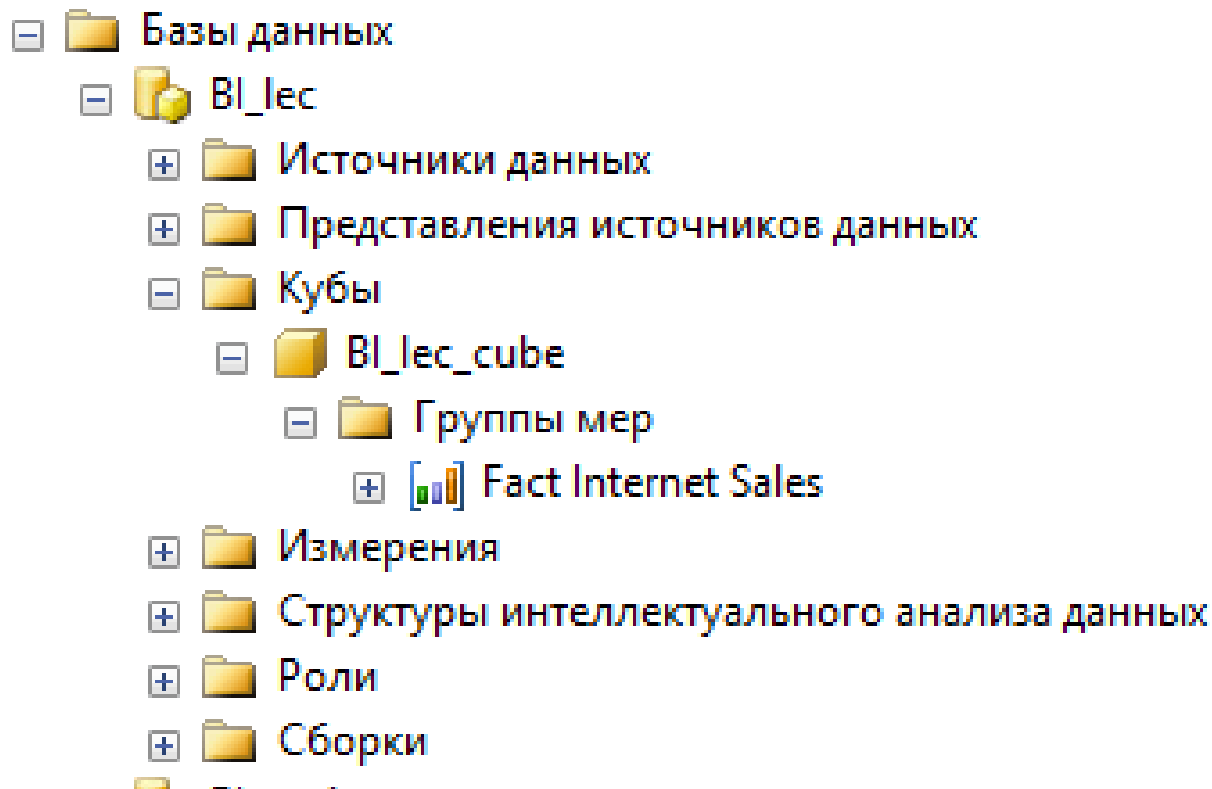 Базы данных
BI_lec
Источники данных
Представления источников данных
Кубы
BI_lec_cube
Группы мер
Fact Internet Sales
Измерения
Структуры интеллектуального анализа данных
Роли
Сборки